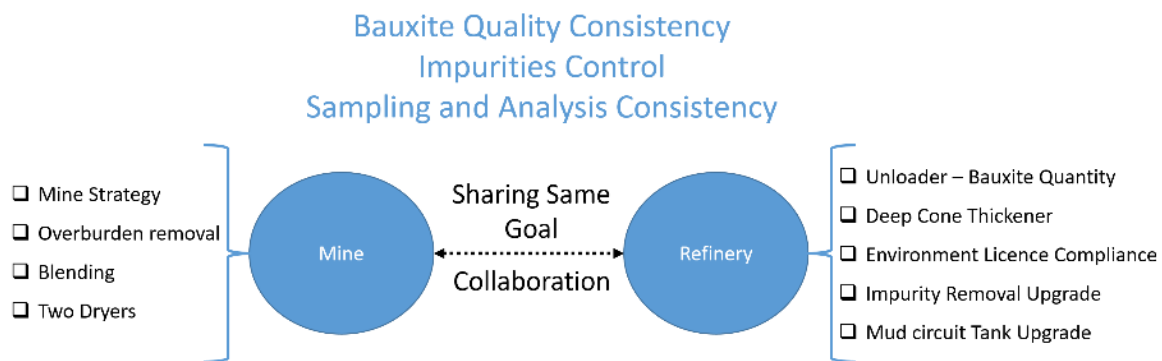 Bauxite Quality Consistency
Impurities Control
Sampling and Analysis Consistency
Mine Strategy
Overburden removal
Blending
Two Dryers
Mine
Sharing Same
Goal
Collaboration
Refinery
Unloader – Bauxite Quantity
Deep Cone Thickener
Environment Licence Compliance
Impurity Removal Upgrade
Mud circuit Tank Upgrade